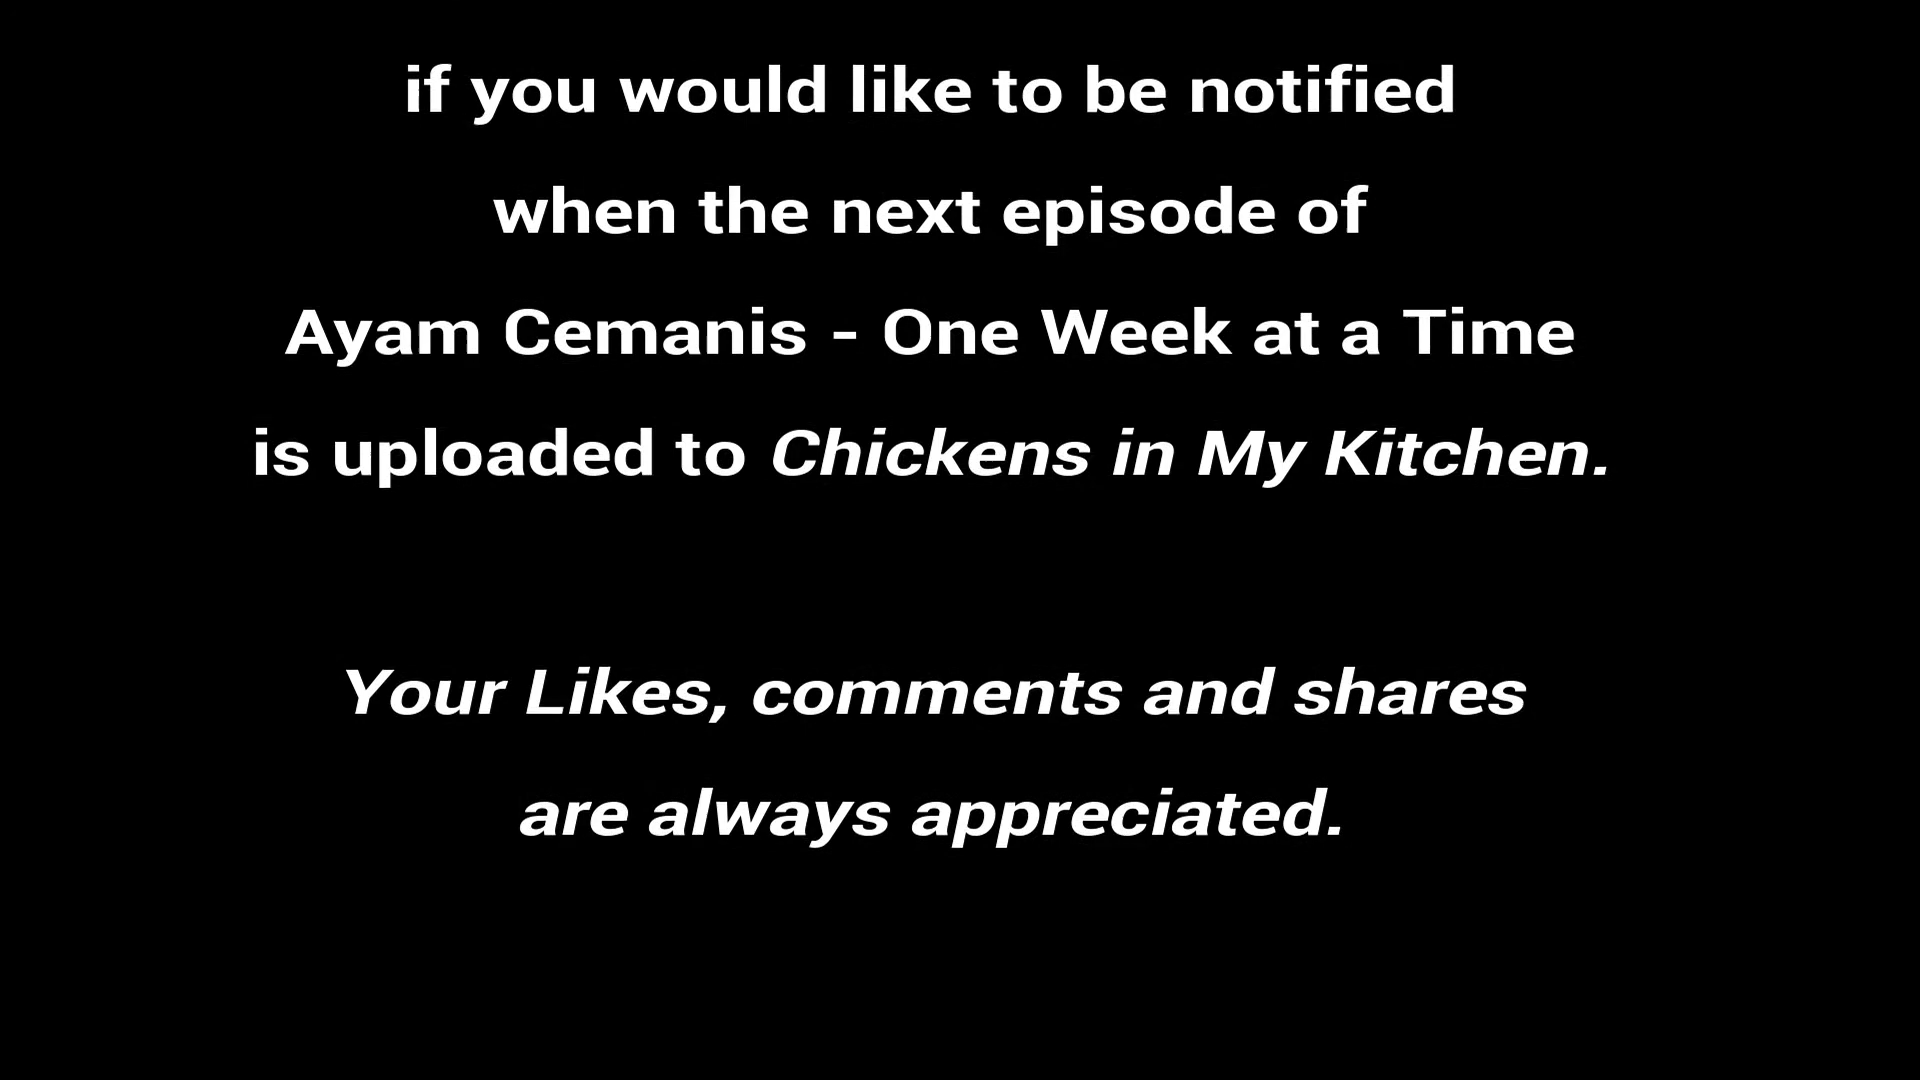 if you would like to be notified
when the next episode of
Ayam Cemanis - One Week at a Time
is uploaded to Chickens in My Kitchen.
Your Likes, comments and shares
are always appreciated.